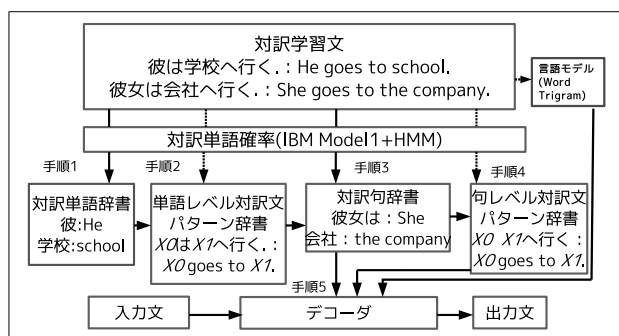 対訳学習文
彼は学校へ行く. : He goes to school.
彼女は会社へ行く. : She goes to the company.
言語モデル
(Word
Trigram)
対訳単語確率(IBM Model1+HMM)
手順1
手順2
手順3
手順4
対訳単語辞書
彼:He
学校:school
単語レベル対訳文
パターン辞書
X0はX1へ行く. :
X0 goes to X1.
対訳句辞書
彼女は : She
会社 : the company
句レベル対訳文
パターン辞書
X0 X1へ行く :
X0 goes to X1.
手順5
入力文
デコーダ
出力文